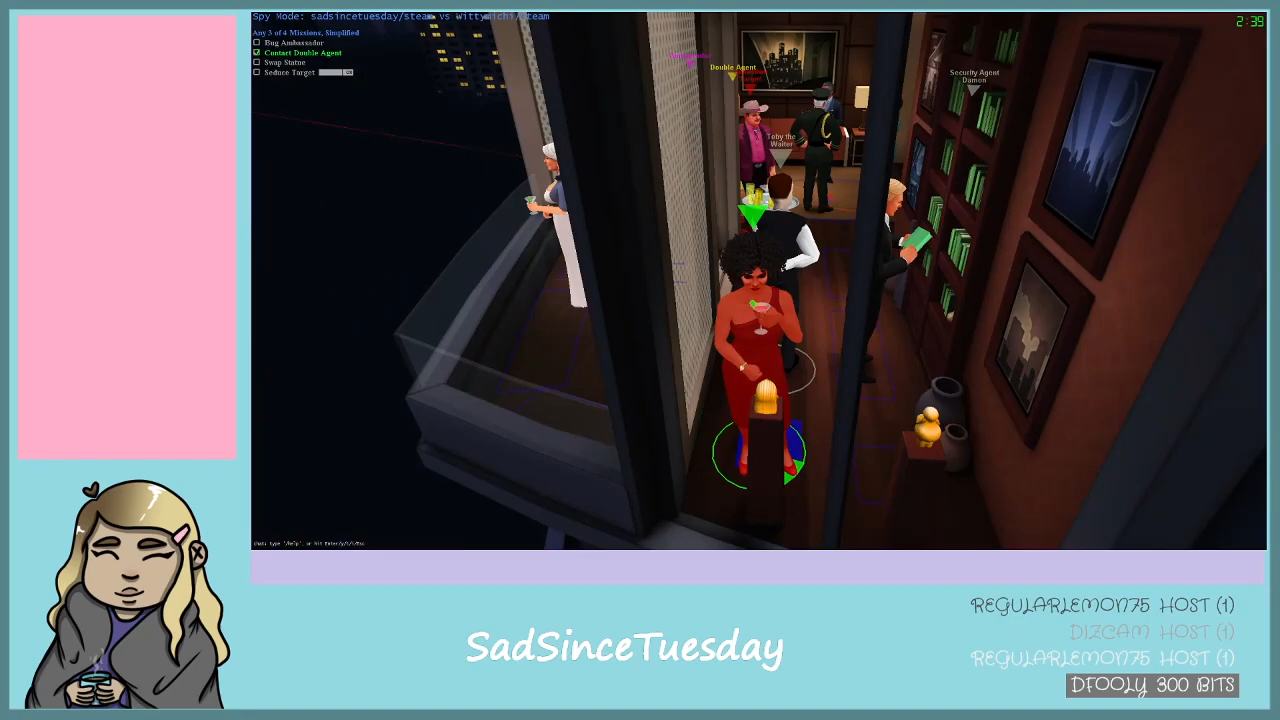 Spy Mode: sadsincetuesday/steam vs wittymichi/steam
2:39
Any 3 of 4 Missions, Simplified
Bug Ambassador
Contact Double Agent
Swap Statue
Seduce Target
Double Agent
Security Agent
Damon
Toby the
Waiter
SadSinceTuesday
REGULARLEMON75 HOST (1)
DIZCAM HOST (1)
REGULARLEMON75 HOST (1)
DFOOLY 300 BITS